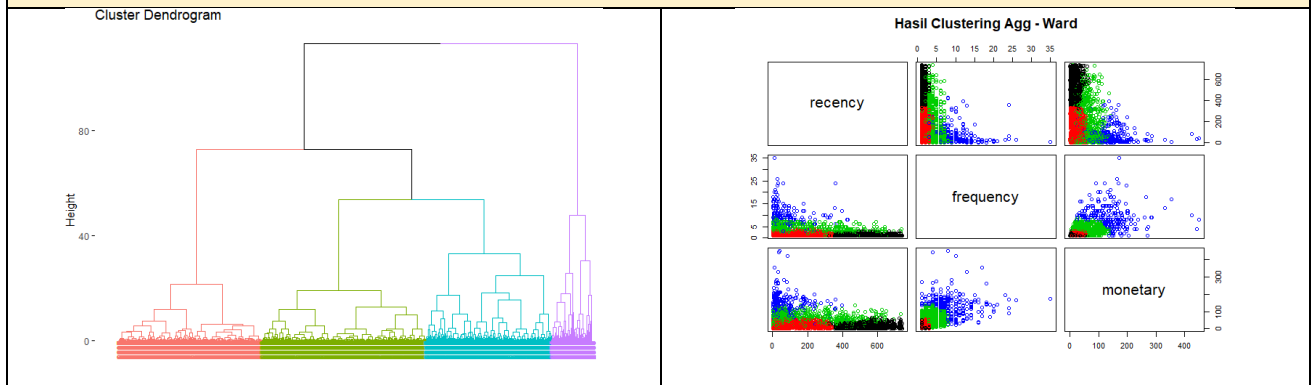 Cluster Dendrogram
80
40
0
Height
Hasil Clustering Agg - Ward
0 5 10 15 20 25 30 35
recency
0 200 400 600
0 5 15 25 35
frequency
monetary
0 100 200 300
0 200 400 600
0 100 200 300 400